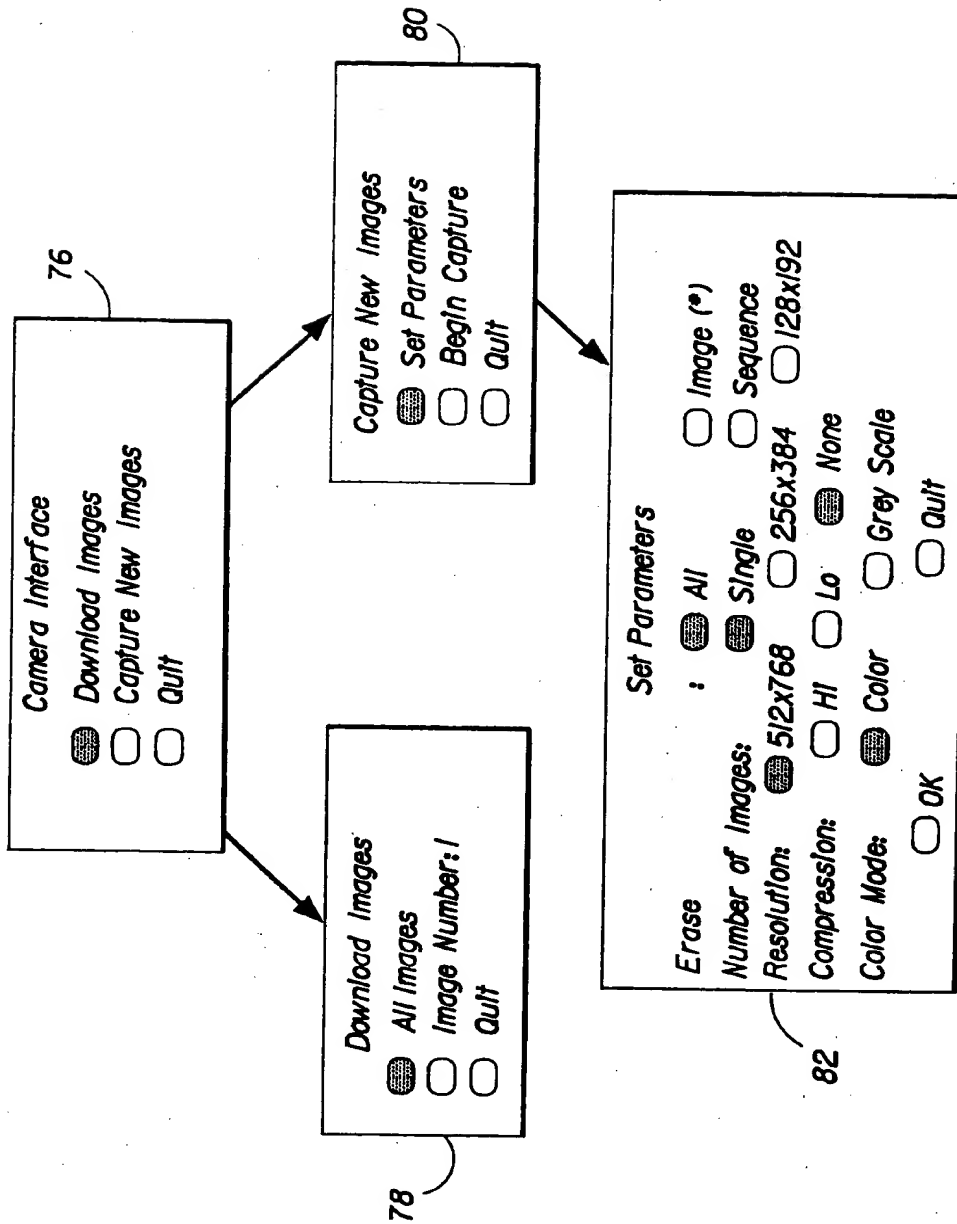 76
Camera Interface
Download Images
Capture New Images
Quit
78
Download Images
All Images
Image Number: 1
Quit
80
Capture New Images
Set Parameters
Begin Capture
Quit
82
Set Parameters
Erase : All Image (*)
Number of Images: Single Sequence
Resolution: 512x768 256x384 128x192
Compression: Hi Lo None
Color Mode: Color Grey Scale
OK Quit